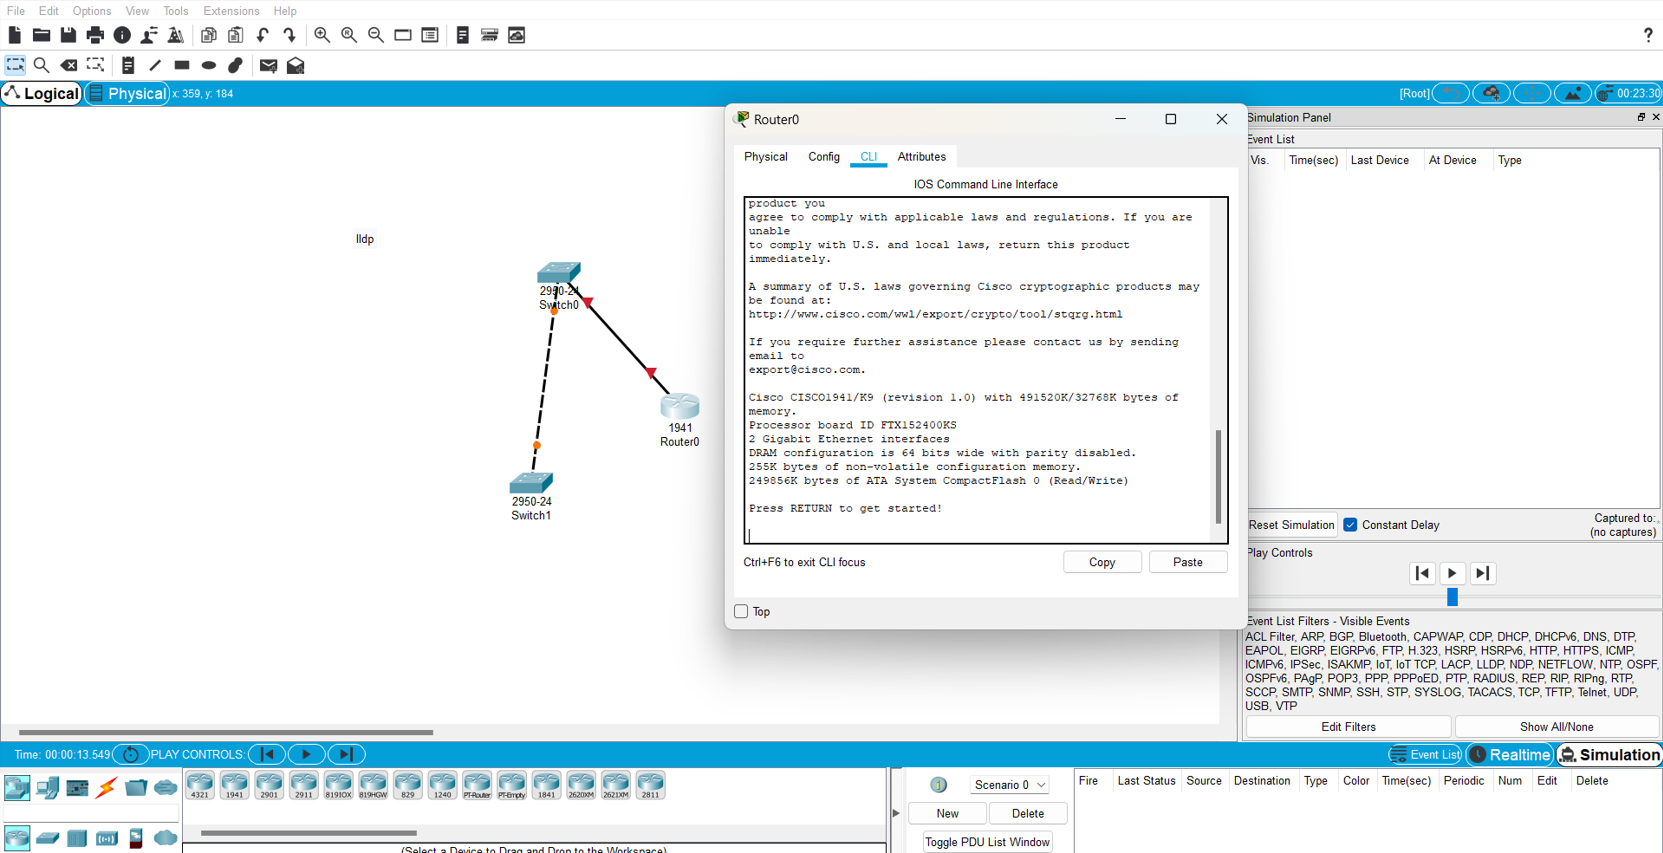 File Edit Options View Tools Extensions Help
?
Logical Physical x: 359, y: 184 [Root] 00:23:30
lldp
2950-24
Switch0
1941
Router0
2950-24
Switch1
Router0
Physical Config CLI Attributes
IOS Command Line Interface
product you
agree to comply with applicable laws and regulations. If you are
unable
to comply with U.S. and local laws, return this product
immediately.
A summary of U.S. laws governing Cisco cryptographic products may
be found at:
http://www.cisco.com/wwl/export/crypto/tool/stqrg.html
If you require further assistance please contact us by sending
email to
export@cisco.com.
Cisco CISCO1941/K9 (revision 1.0) with 491520K/32768K bytes of
memory.
Processor board ID FTX152400KS
2 Gigabit Ethernet interfaces
DRAM configuration is 64 bits wide with parity disabled.
255K bytes of non-volatile configuration memory.
249856K bytes of ATA System CompactFlash 0 (Read/Write)
Press RETURN to get started!
Ctrl+F6 to exit CLI focus Copy Paste
Top
Simulation Panel
Event List
Vis. Time(sec) Last Device At Device Type
Reset Simulation Constant Delay Captured to:
(no captures)
Play Controls
Event List Filters - Visible Events
ACL Filter, ARP, BGP, Bluetooth, CAPWAP, CDP, DHCP, DHCPv6, DNS, DTP,
EAPOL, EIGRP, EIGRPv6, FTP, H.323, HSRP, HSRPv6, HTTP, HTTPS, ICMP,
ICMPv6, IPSec, ISAKMP, IoT, IoT TCP, LACP, LLDP, NDP, NETFLOW, NTP, OSPF,
OSPFv6, PAgP, POP3, PPP, PPPoED, PTP, RADIUS, REP, RIP, RIPng, RTP,
SCCP, SMTP, SNMP, SSH, STP, SYSLOG, TACACS, TCP, TFTP, Telnet, UDP,
USB, VTP
Edit Filters Show All/None
Time: 00:00:13.549 PLAY CONTROLS: Event List Realtime Simulation
4321 1941 2901 2911 819IOX 819HGW 829 1240 PT-Router PT-Empty 1841 2620XM 2621XM 2811
(Select a Device to Drag and Drop to the Workspace)
Scenario 0
New Delete
Toggle PDU List Window
Fire Last Status Source Destination Type Color Time(sec) Periodic Num Edit Delete